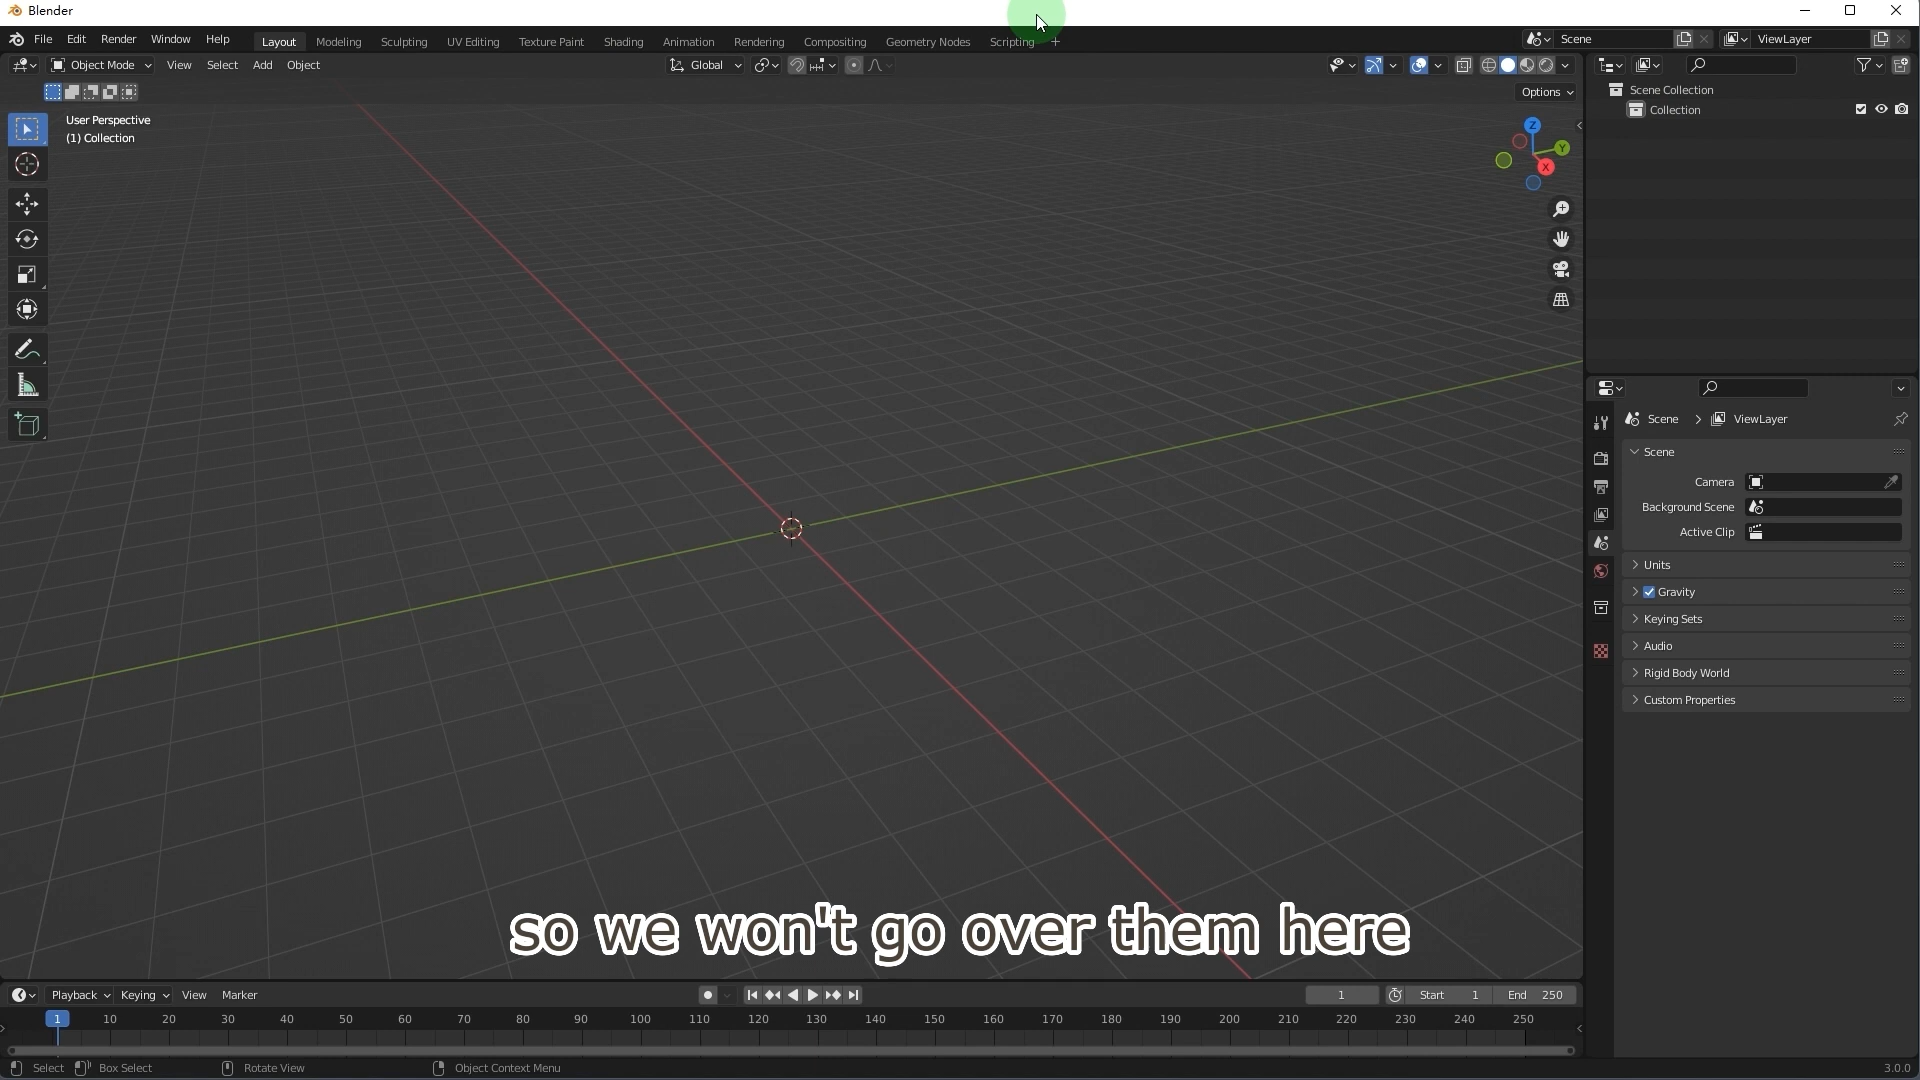 Blender
File Edit Render Window Help Layout Modeling Sculpting UV Editing Texture Paint Shading Animation Rendering Compositing Geometry Nodes Scripting + Scene ViewLayer
Object Mode View Select Add Object Global
Options
User Perspective
(1) Collection
Z
Y
X
Scene Collection
Collection
Scene > ViewLayer
Scene
Camera
Background Scene
Active Clip
Units
Gravity
Keying Sets
Audio
Rigid Body World
Custom Properties
so we won't go over them here
Playback Keying View Marker 1 Start 1 End 250
1 10 20 30 40 50 60 70 80 90 100 110 120 130 140 150 160 170 180 190 200 210 220 230 240 250
Select Box Select Rotate View Object Context Menu 3.0.0